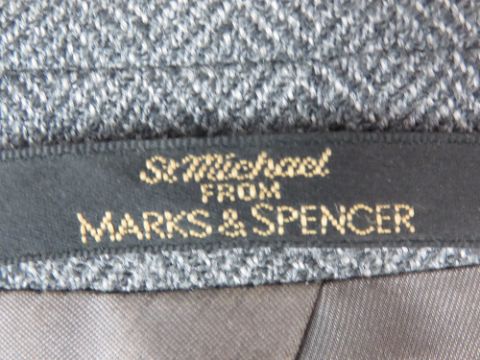 St Michael
FROM
MARKS & SPENCER